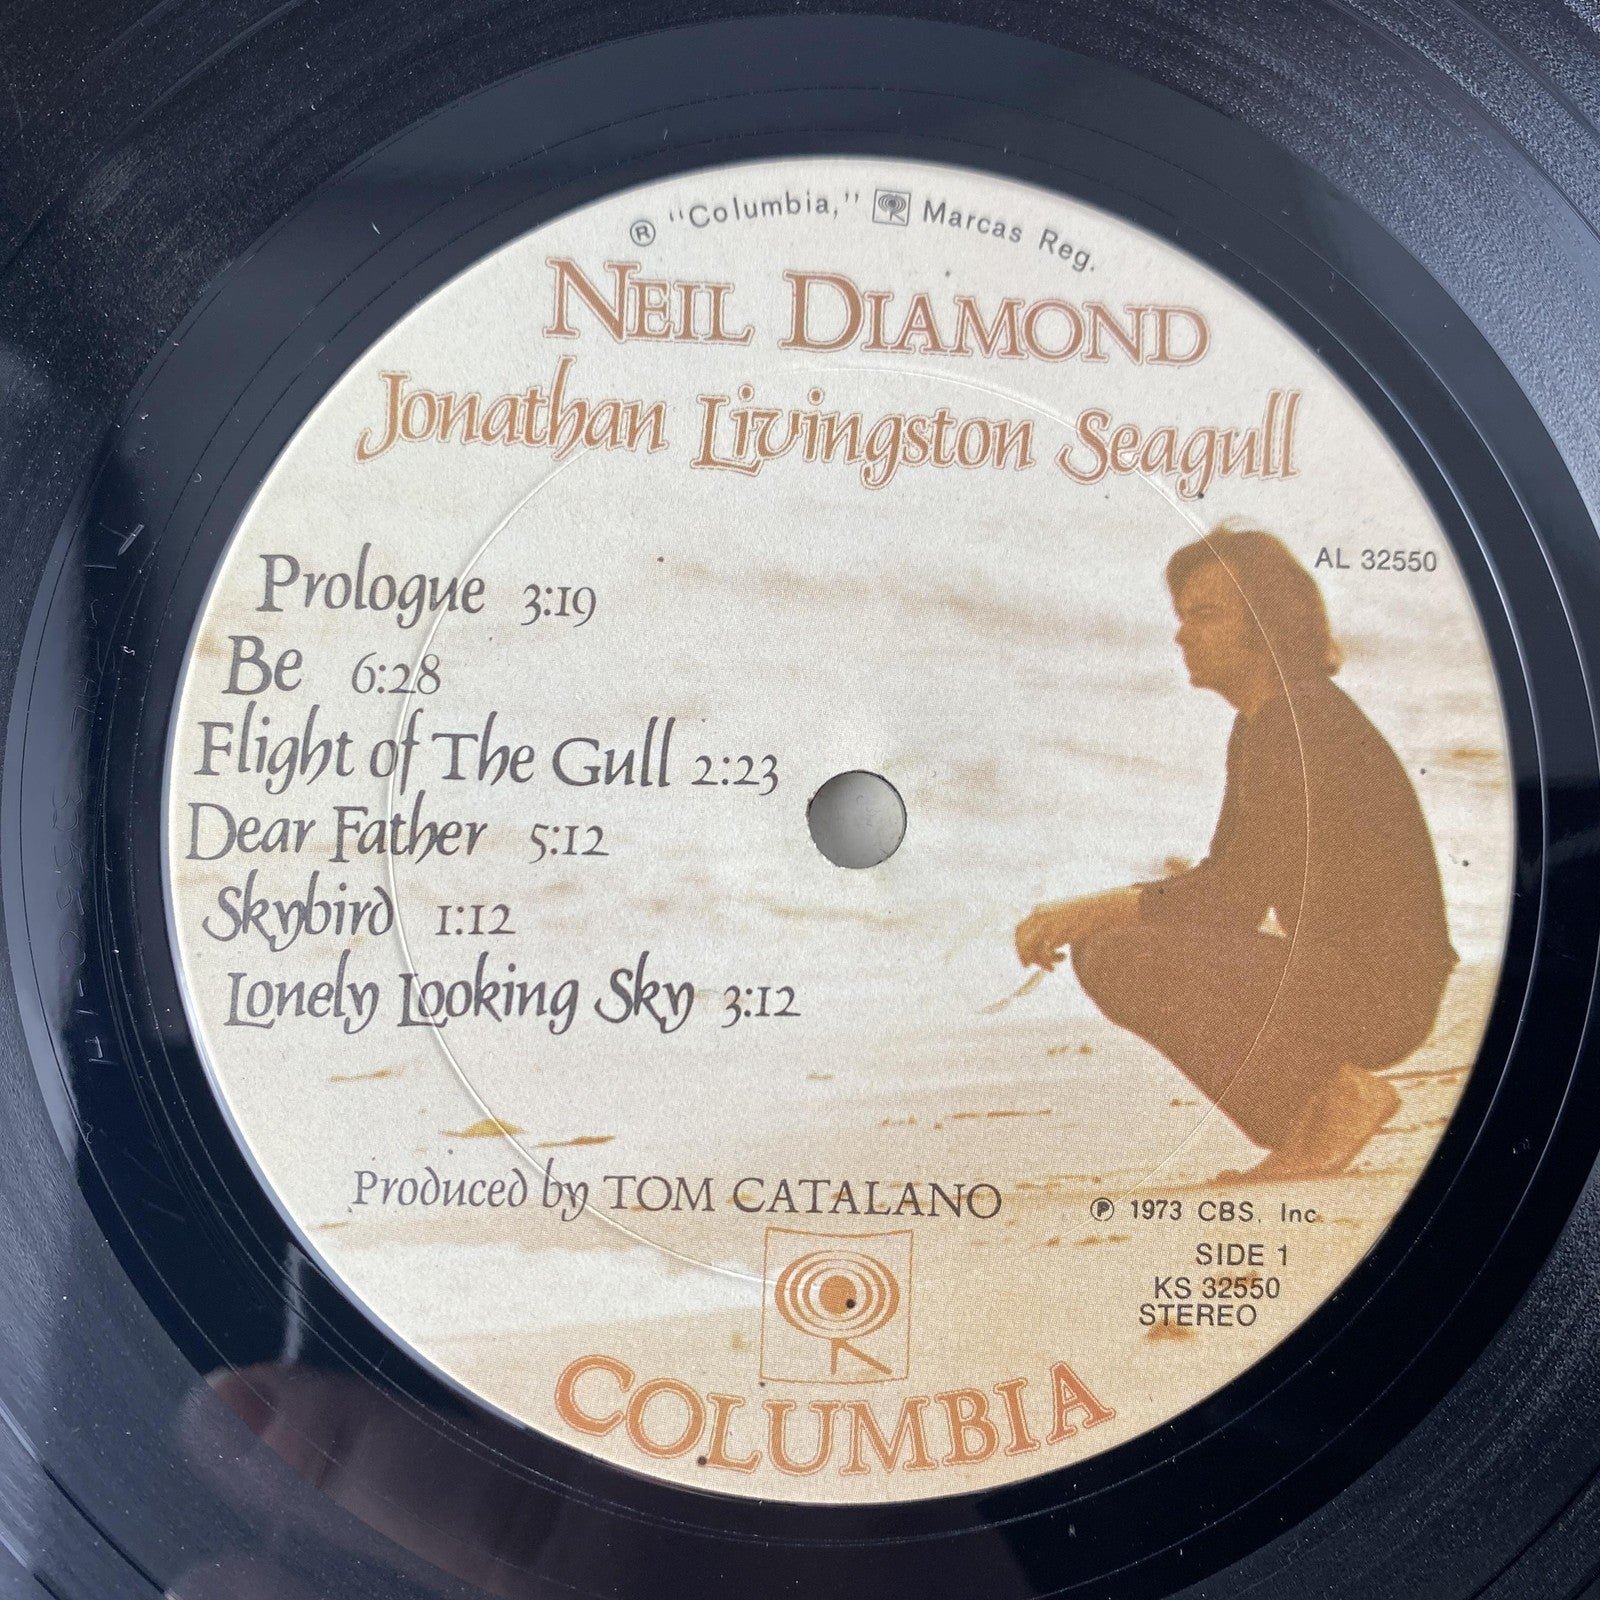 ® "Columbia," Marcas Reg.
NEIL DIAMOND
Jonathan Livingston Seagull
AL 32550
Prologue 3:19
Be 6:28
Flight of The Gull 2:23
Dear Father 5:12
Skybird 1:12
Lonely Looking Sky 3:12
Produced by TOM CATALANO
℗ 1973 CBS, Inc.
SIDE 1
KS 32550
STEREO
COLUMBIA